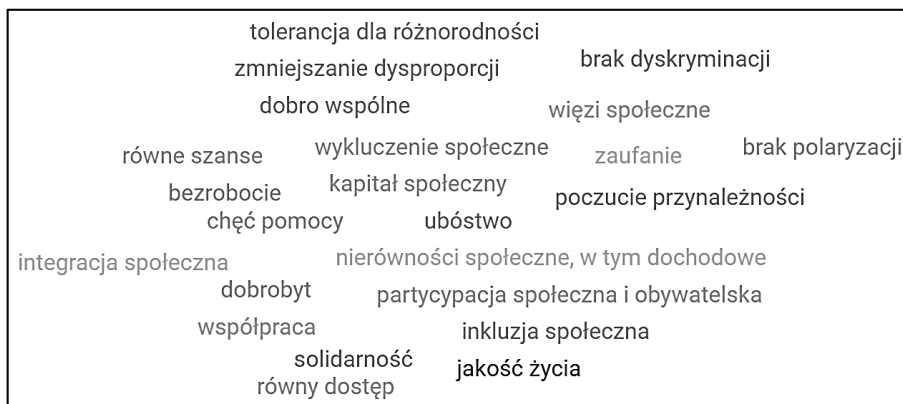 tolerancja dla różnorodności
brak dyskryminacji
zmniejszanie dysproporcji
dobro wspólne
więzi społeczne
równe szanse
wykluczenie społeczne
zaufanie
brak polaryzacji
bezrobocie
kapitał społeczny
poczucie przynależności
chęć pomocy
ubóstwo
integracja społeczna
nierówności społeczne, w tym dochodowe
dobrobyt
partycypacja społeczna i obywatelska
współpraca
inkluzja społeczna
solidarność
jakość życia
równy dostęp